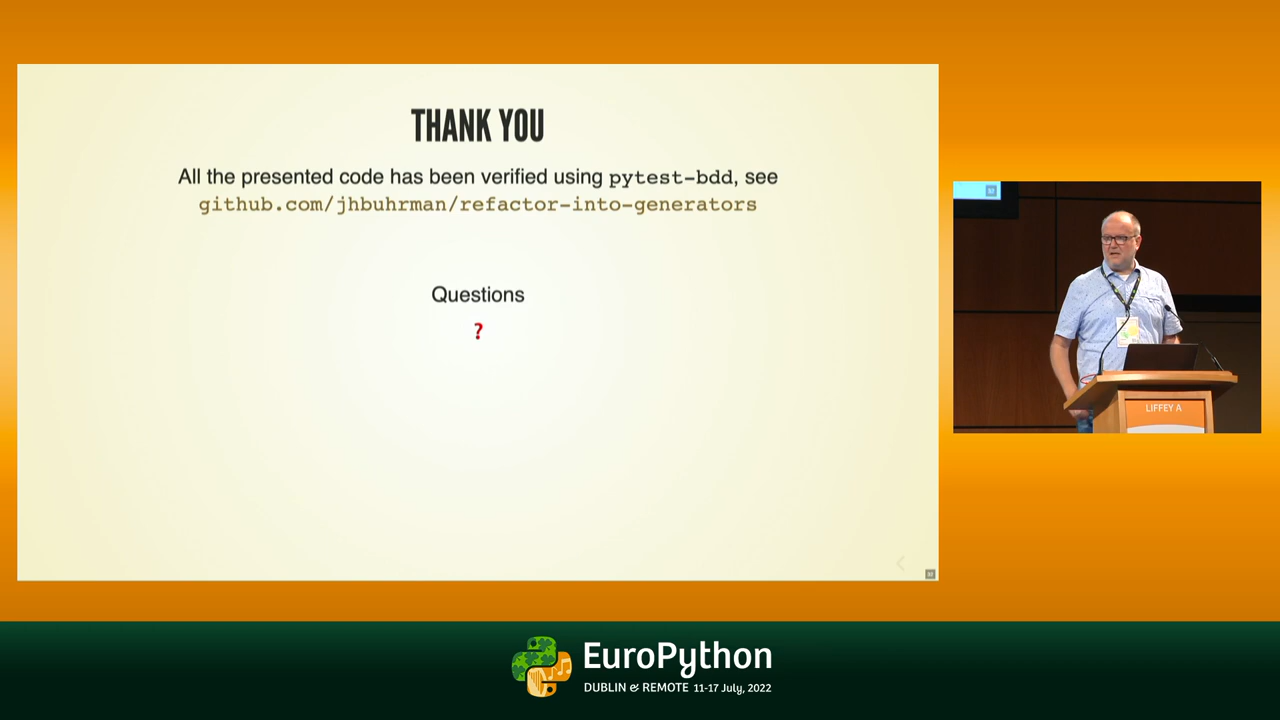 THANK YOU
All the presented code has been verified using pytest-bdd, see
github.com/jhbuhrman/refactor-into-generators
Questions
?
LIFFEY A
EuroPython
DUBLIN & REMOTE 11-17 July, 2022